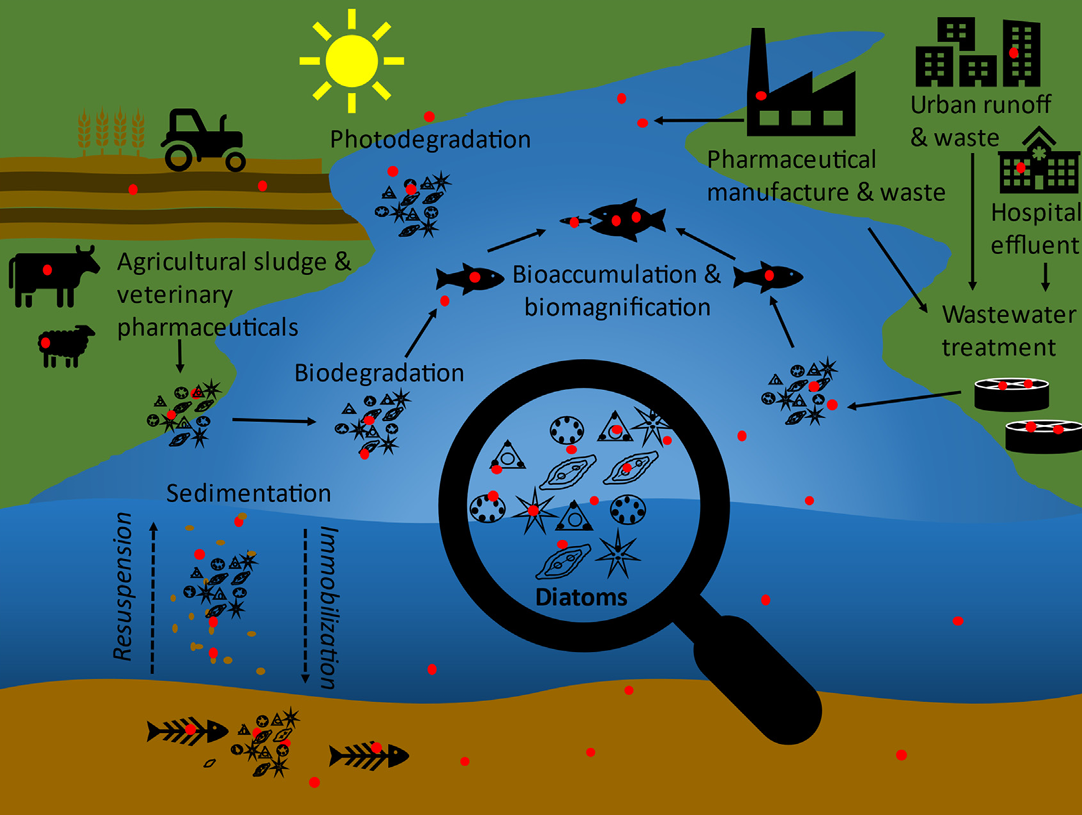 Urban runoff
& waste
Photodegradation
Pharmaceutical
manufacture & waste
Hospital
effluent
Agricultural sludge &
veterinary
pharmaceuticals
Bioaccumulation &
biomagnification
Wastewater
treatment
Biodegradation
Sedimentation
Resuspension
Immobilization
Diatoms